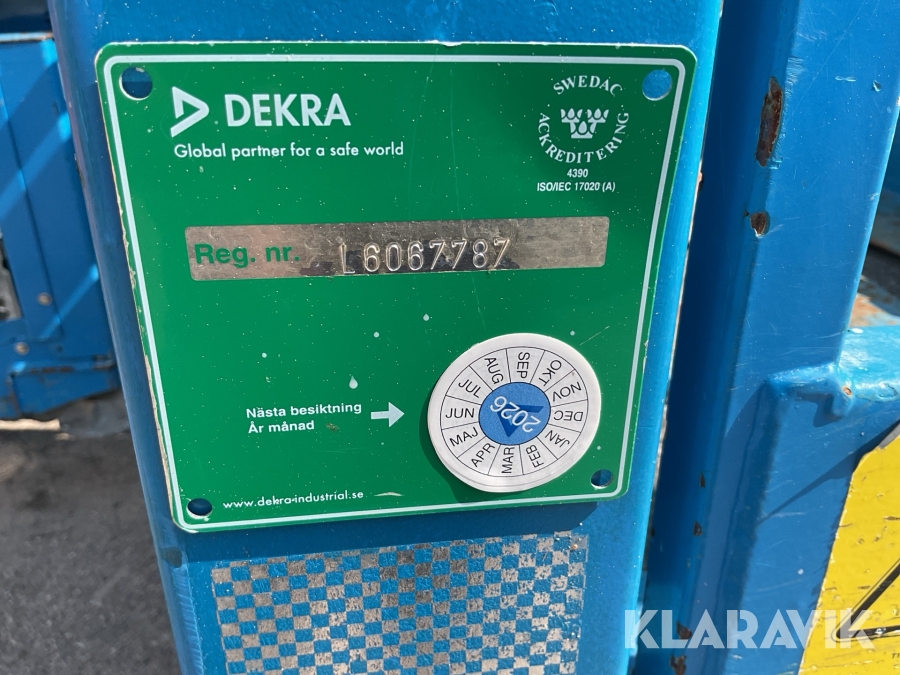 DEKRA
Global partner for a safe world
SWEDAC
ACKREDITERING
4390
ISO/IEC 17020 (A)
Reg. nr. L6067787
Nästa besiktning
År månad
2026
JAN
FEB
MAR
APR
MAJ
JUN
JUL
AUG
SEP
OKT
NOV
DEC
www.dekra-industrial.se
KLARAVIK